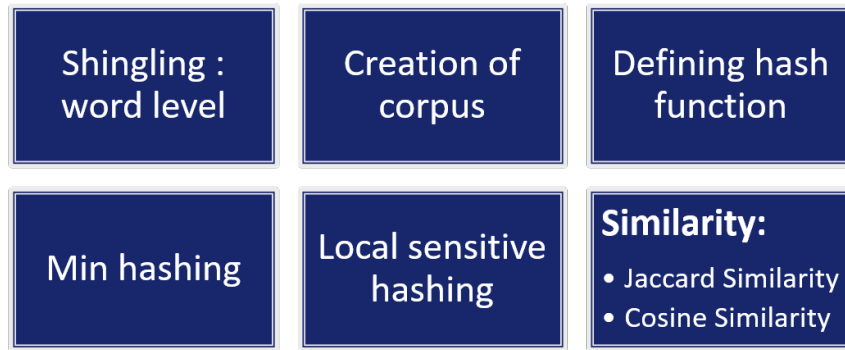 Shingling :
word level
Creation of
corpus
Defining hash
function
Min hashing
Local sensitive
hashing
Similarity:
• Jaccard Similarity
• Cosine Similarity